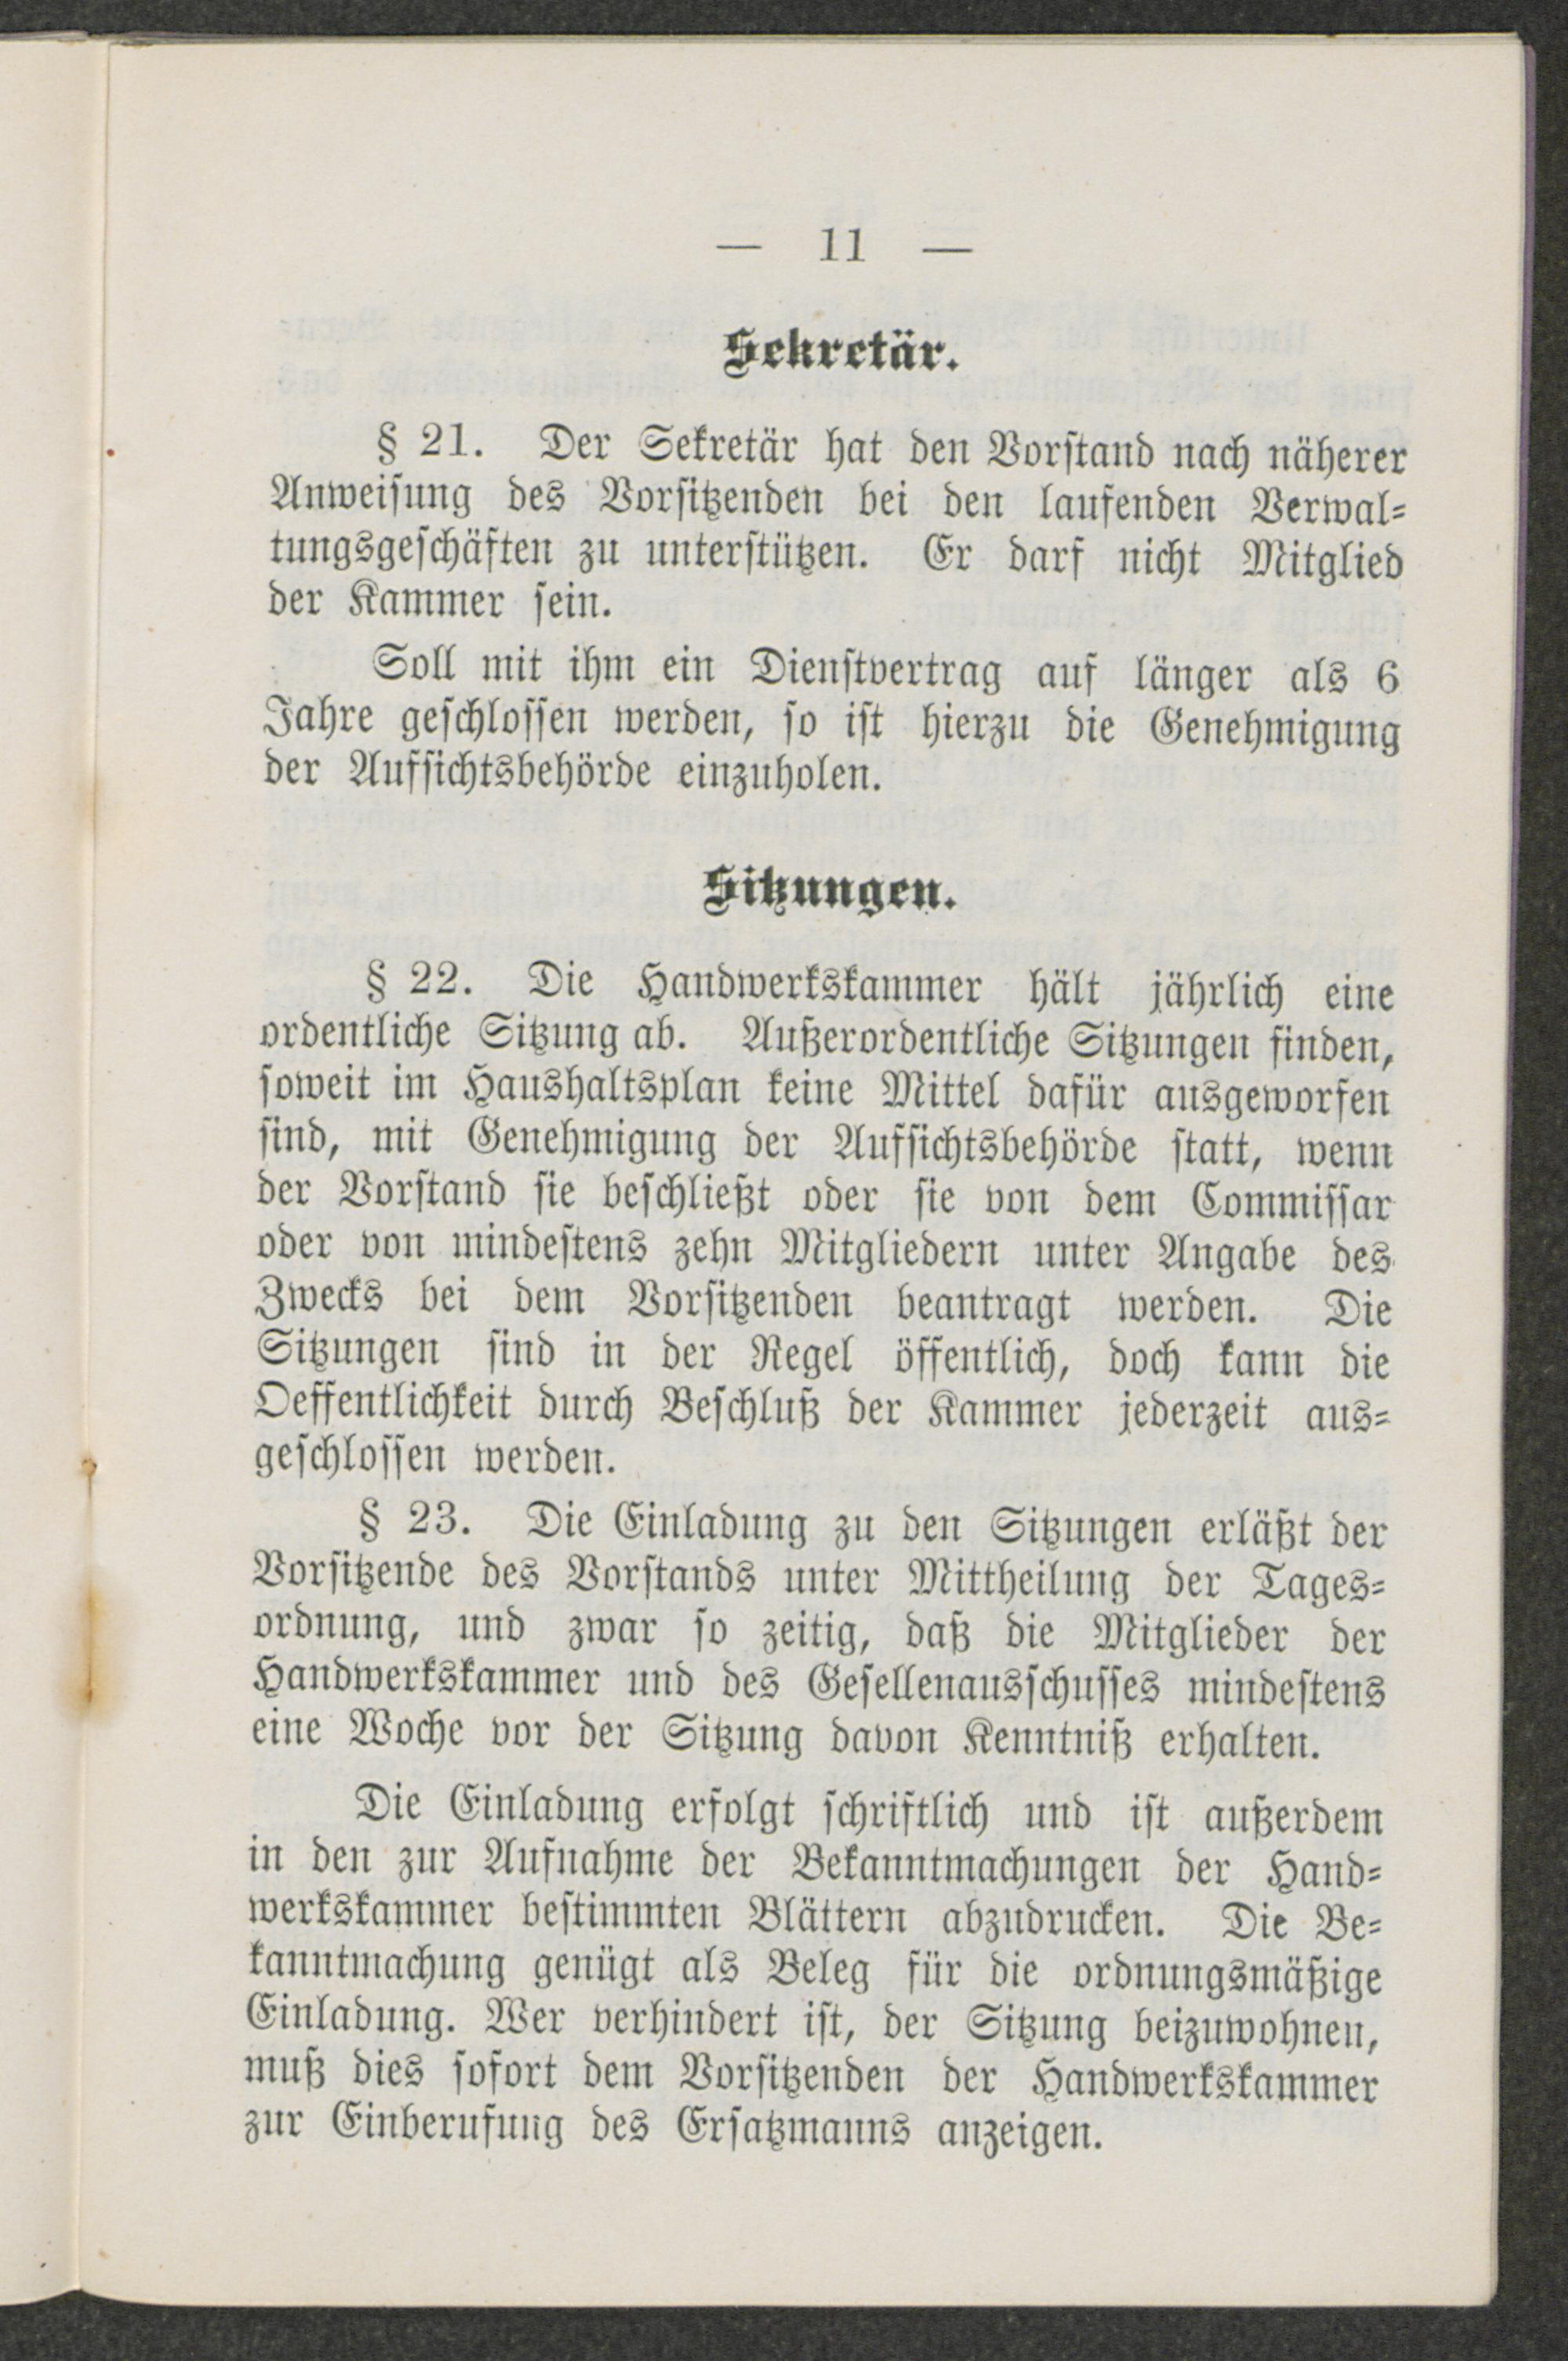 — 11 —
Sekretär.
§ 21. Der Sekretär hat den Vorstand nach näherer
Anweisung des Vorsitzenden bei den laufenden Verwal-
tungsgeschäften zu unterstützen. Er darf nicht Mitglied
der Kammer sein.
Soll mit ihm ein Dienstvertrag auf länger als 6
Jahre geschlossen werden, so ist hierzu die Genehmigung
der Aufsichtsbehörde einzuholen.
Sitzungen.
§ 22. Die Handwerkskammer hält jährlich eine
ordentliche Sitzung ab. Außerordentliche Sitzungen finden,
soweit im Haushaltsplan keine Mittel dafür ausgeworfen
sind, mit Genehmigung der Aufsichtsbehörde statt, wenn
der Vorstand sie beschließt oder sie von dem Commissar
oder von mindestens zehn Mitgliedern unter Angabe des
Zwecks bei dem Vorsitzenden beantragt werden. Die
Sitzungen sind in der Regel öffentlich, doch kann die
Oeffentlichkeit durch Beschluß der Kammer jederzeit aus-
geschlossen werden.
§ 23. Die Einladung zu den Sitzungen erläßt der
Vorsitzende des Vorstands unter Mittheilung der Tages-
ordnung, und zwar so zeitig, daß die Mitglieder der
Handwerkskammer und des Gesellenausschusses mindestens
eine Woche vor der Sitzung davon Kenntniß erhalten.
Die Einladung erfolgt schriftlich und ist außerdem
in den zur Aufnahme der Bekanntmachungen der Hand-
werkskammer bestimmten Blättern abzudrucken. Die Be-
kanntmachung genügt als Beleg für die ordnungsmäßige
Einladung. Wer verhindert ist, der Sitzung beizuwohnen,
muß dies sofort dem Vorsitzenden der Handwerkskammer
zur Einberufung des Ersatzmanns anzeigen.